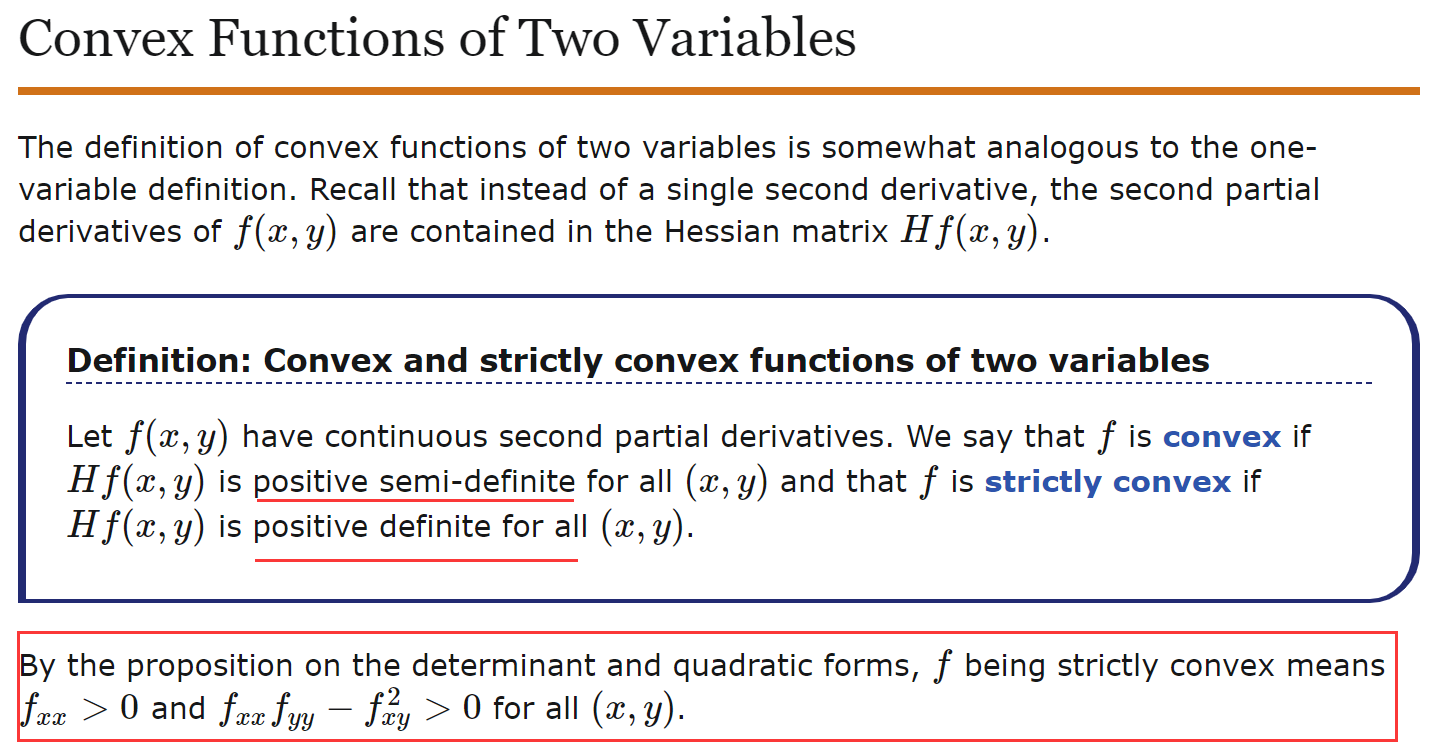 Convex Functions of Two Variables
The definition of convex functions of two variables is somewhat analogous to the one-
variable definition. Recall that instead of a single second derivative, the second partial
derivatives of f(x, y) are contained in the Hessian matrix Hf(x, y).
Definition: Convex and strictly convex functions of two variables
Let f(x, y) have continuous second partial derivatives. We say that f is convex if
Hf(x, y) is positive semi-definite for all (x, y) and that f is strictly convex if
Hf(x, y) is positive definite for all (x, y).
By the proposition on the determinant and quadratic forms, f being strictly convex means
f_{xx} > 0 and f_{xx} f_{yy} − f_{xy}^2 > 0 for all (x, y).